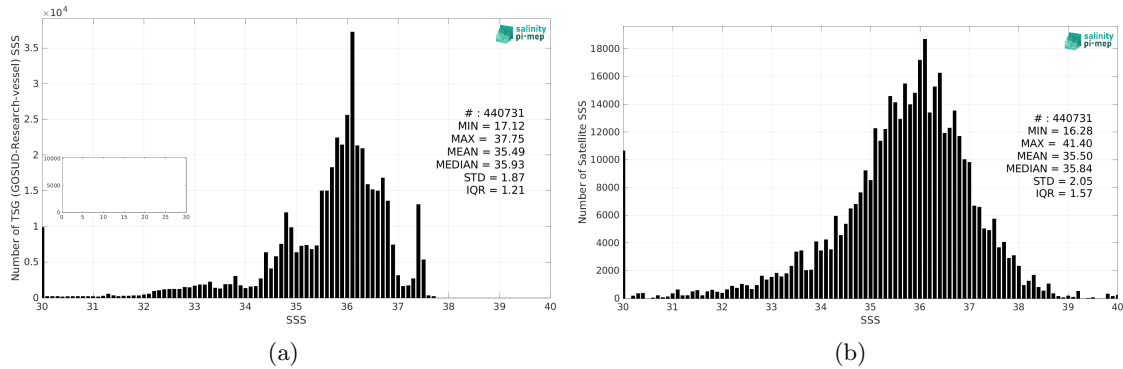 ×10^4
3.5
3
2.5
2
1.5
1
0.5
0
Number of TSG (GOSUD-Research-vessel) SSS
salinity
pi-mep
# : 440731
MIN = 17.12
MAX = 37.75
MEAN = 35.49
MEDIAN = 35.93
STD = 1.87
IQR = 1.21
10000
5000
0
0 5 10 15 20 25 30
30 31 32 33 34 35 36 37 38 39 40
SSS
(a)
18000
16000
14000
12000
10000
8000
6000
4000
2000
0
Number of Satellite SSS
salinity
pi-mep
# : 440731
MIN = 16.28
MAX = 41.40
MEAN = 35.50
MEDIAN = 35.84
STD = 2.05
IQR = 1.57
30 31 32 33 34 35 36 37 38 39 40
SSS
(b)